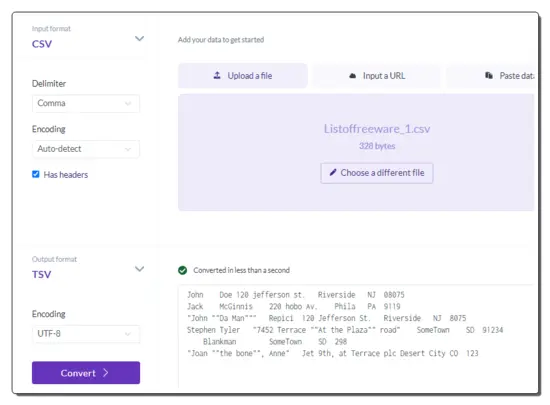 Input format
CSV
Add your data to get started
Delimiter
Comma
Encoding
Auto-detect
Has headers
Upload a file
Input a URL
Paste data
Listoffreeware_1.csv
328 bytes
Choose a different file
Output format
TSV
Encoding
UTF-8
Convert
Converted in less than a second
John Doe 120 jefferson st. Riverside NJ 08075
Jack McGinnis 220 hobo Av. Phila PA 9119
"John ""Da Man""" Repici 120 Jefferson St. Riverside NJ 8075
Stephen Tyler "7452 Terrace ""At the Plaza"" road" SomeTown SD 91234
Blankman SomeTown SD 298
"Joan ""the bone"", Anne" Jet 9th, at Terrace plc Desert City CO 123